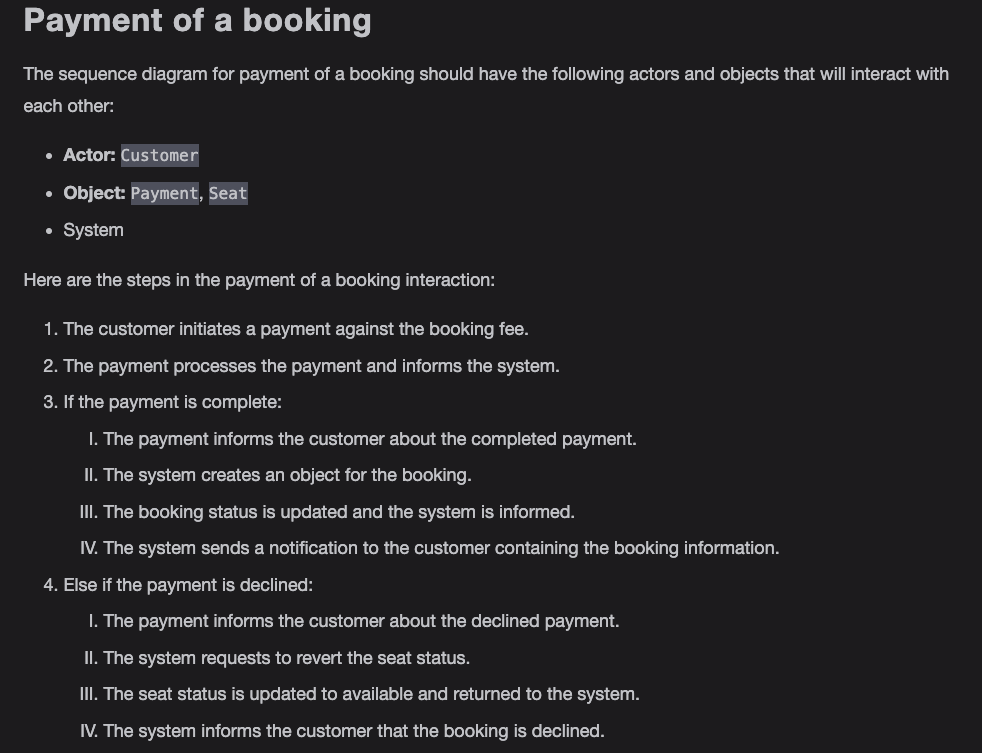 Payment of a booking
The sequence diagram for payment of a booking should have the following actors and objects that will interact with
each other:
• Actor: Customer
• Object: Payment, Seat
• System
Here are the steps in the payment of a booking interaction:
1. The customer initiates a payment against the booking fee.
2. The payment processes the payment and informs the system.
3. If the payment is complete:
I. The payment informs the customer about the completed payment.
II. The system creates an object for the booking.
III. The booking status is updated and the system is informed.
IV. The system sends a notification to the customer containing the booking information.
4. Else if the payment is declined:
I. The payment informs the customer about the declined payment.
II. The system requests to revert the seat status.
III. The seat status is updated to available and returned to the system.
IV. The system informs the customer that the booking is declined.